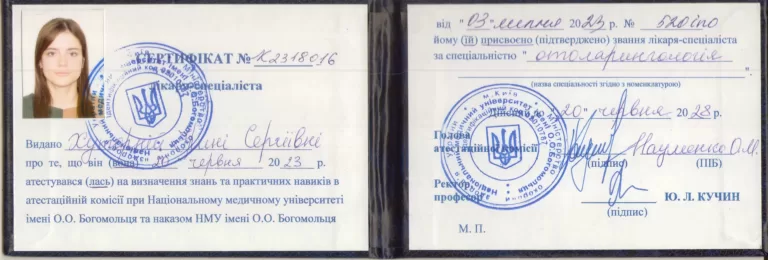 СЕРТИФІКАТ № К2318016
лікаря-спеціаліста
Видано Сергіївні
про те, що він (вона) 20 червня 2023 р.
атестувався (лась) на визначення знань та практичних навиків в
атестаційній комісії при Національному медичному університеті
імені О.О. Богомольця та наказом НМУ імені О.О. Богомольця
від "03" липня 2023 р. № 520іпо
йому (їй) присвоєно (підтверджено) звання лікаря-спеціаліста
за спеціальністю "отоларингологія
"
(назва спеціальності згідно з номенклатурою)
Дійсний до "20" червня 2028 р.
Голова
атестаційної комісії Науменко О.М.
(підпис) (ПІБ)
Ректор
професор Ю. Л. КУЧИН
(підпис)
М. П.